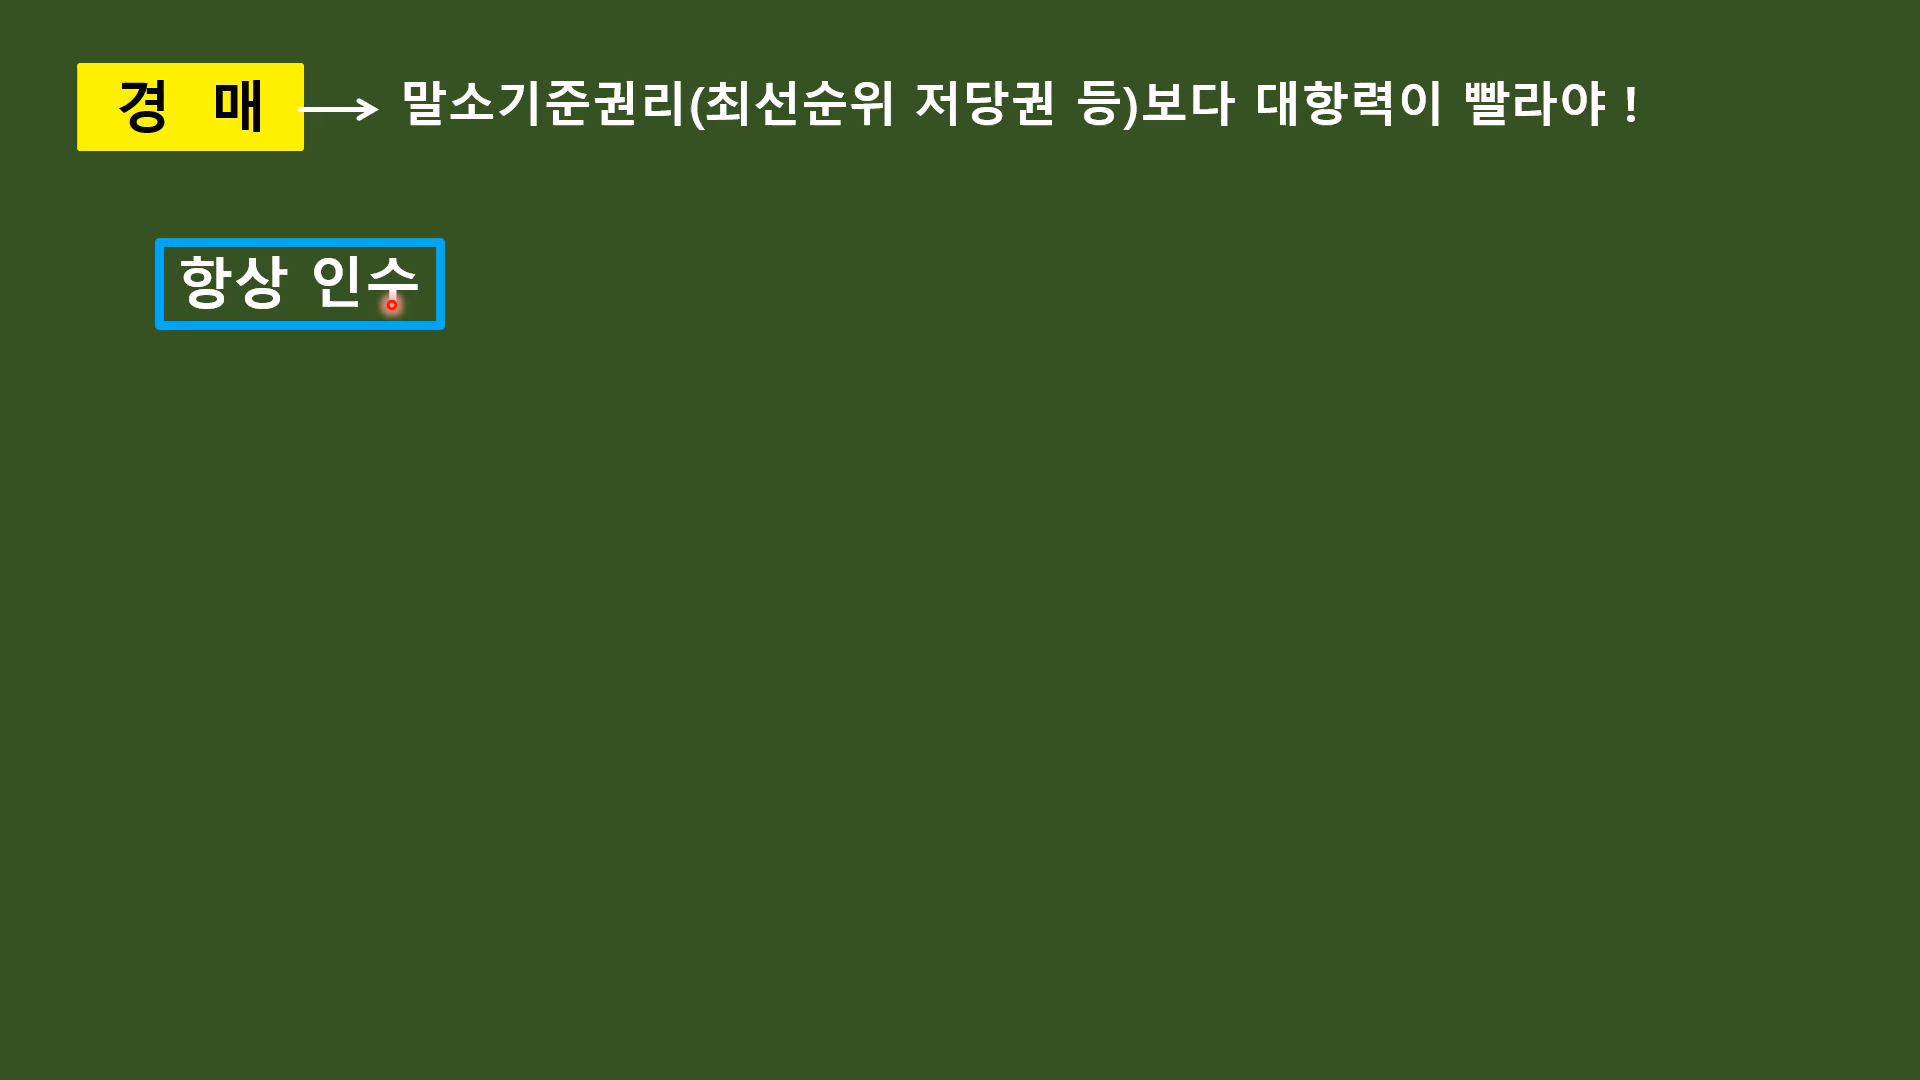 경 매 → 말소기준권리(최선순위 저당권 등)보다 대항력이 빨라야 !
항상 인수